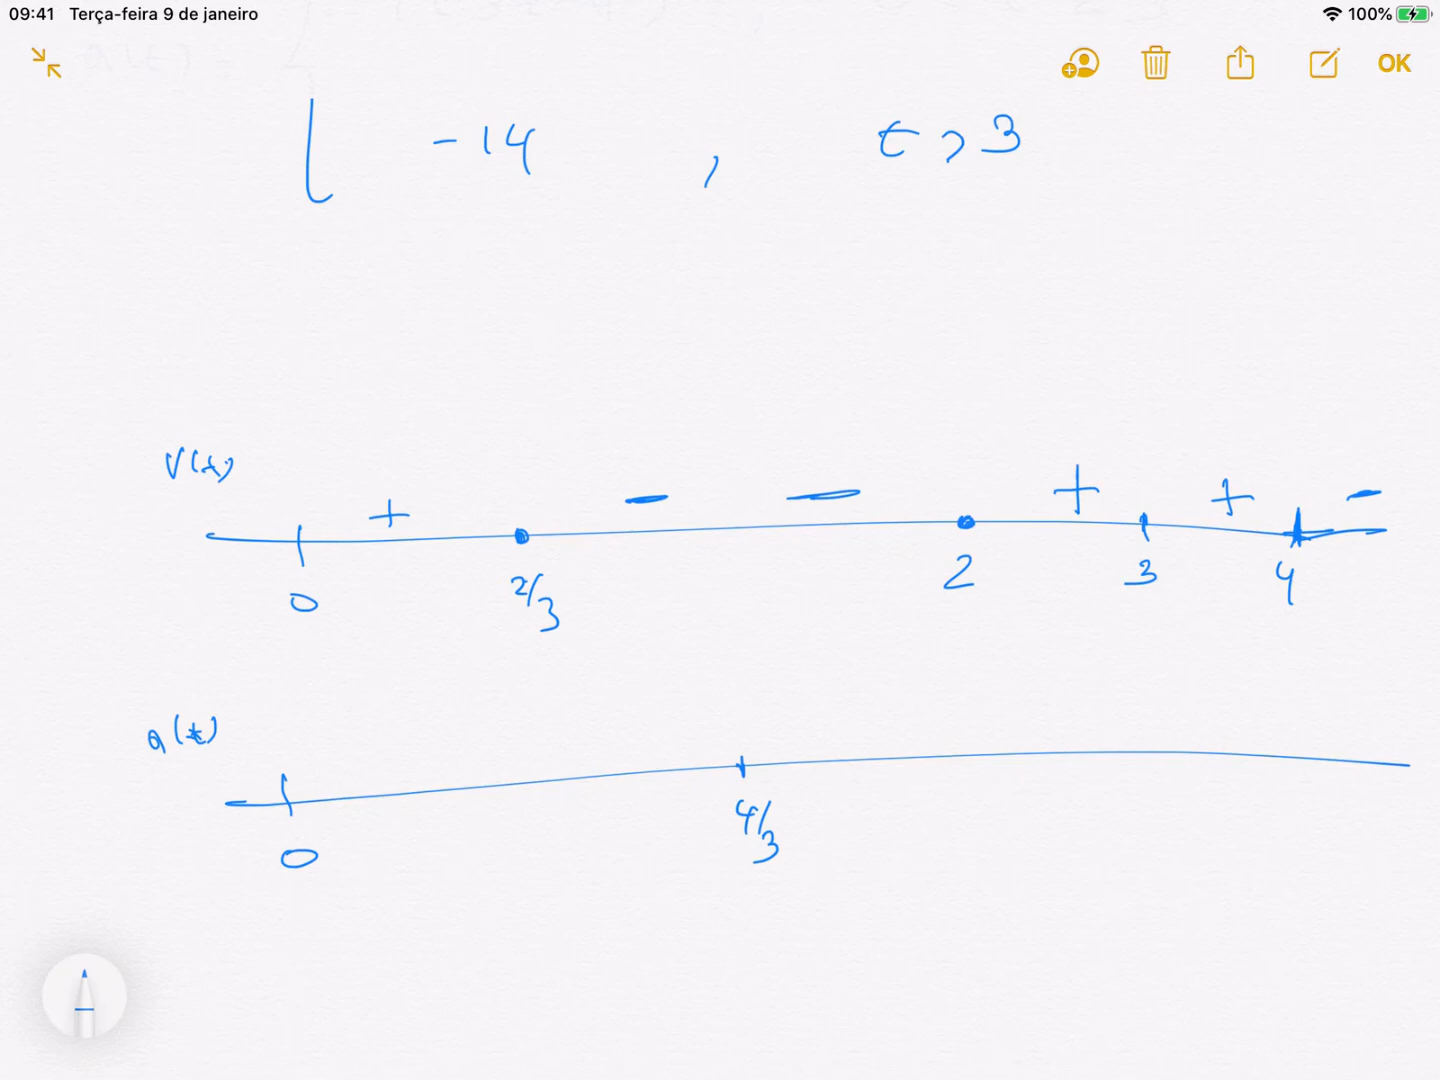 09:41 Terça-feira 9 de janeiro 100%
OK
-14 , t > 3
V(t)
+ - - + + -
0 2/3 2 3 4
a(t)
0 4/3